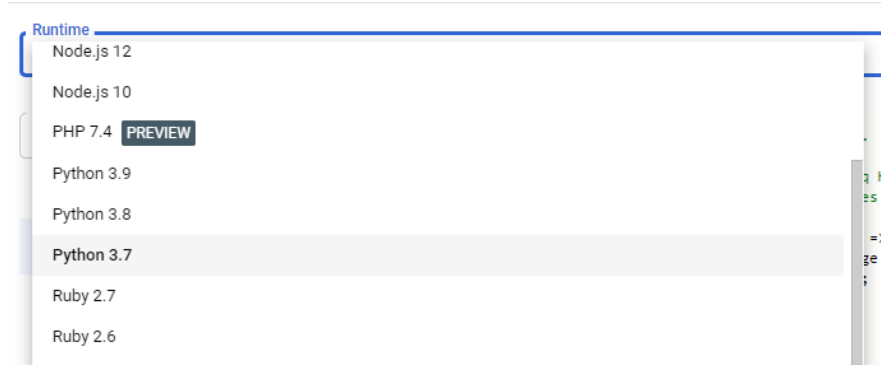 Runtime
Node.js 12
Node.js 10
PHP 7.4 PREVIEW
Python 3.9
Python 3.8
Python 3.7
Ruby 2.7
Ruby 2.6
=>
;